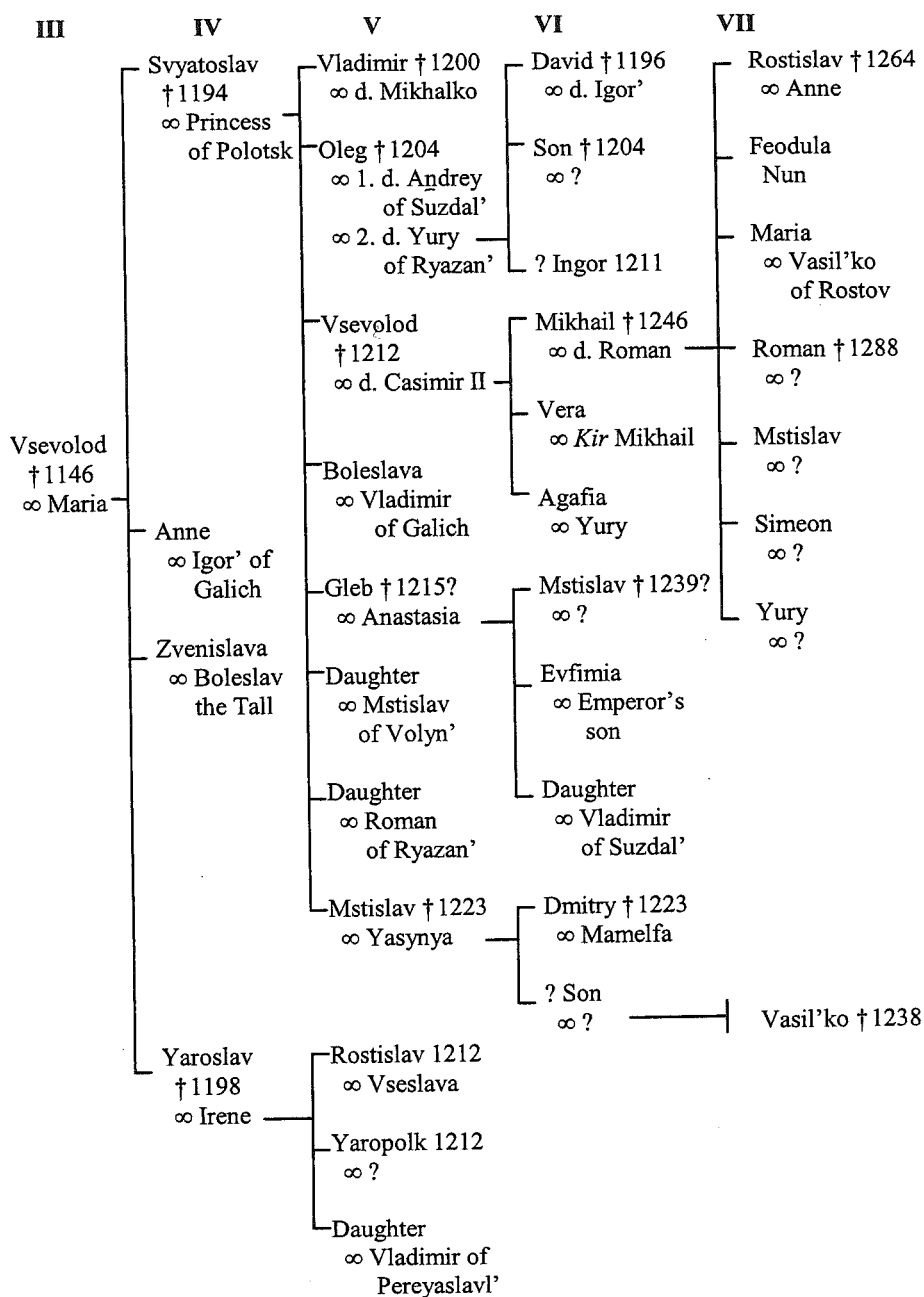 III IV V VI VII
Vsevolod
†1146
∞ Maria
Svyatoslav
†1194
∞ Princess
of Polotsk
Anne
∞ Igor’ of
Galich
Zvenislava
∞ Boleslav
the Tall
Yaroslav
†1198
∞ Irene
Vladimir †1200
∞ d. Mikhalko
Oleg †1204
∞ 1. d. Andrey
of Suzdal’
∞ 2. d. Yury
of Ryazan’
Vsevolod
†1212
∞ d. Casimir II
Boleslava
∞ Vladimir
of Galich
Gleb †1215?
∞ Anastasia
Daughter
∞ Mstislav
of Volyn’
Daughter
∞ Roman
of Ryazan’
Mstislav †1223
∞ Yasynya
Rostislav 1212
∞ Vseslava
Yaropolk 1212
∞ ?
Daughter
∞ Vladimir of
Pereyaslavl’
David †1196
∞ d. Igor’
Son †1204
∞ ?
? Ingor 1211
Mikhail †1246
∞ d. Roman
Vera
∞ Kir Mikhail
Agafia
∞ Yury
Mstislav †1239?
∞ ?
Evfimia
∞ Emperor’s
son
Daughter
∞ Vladimir
of Suzdal’
Dmitry †1223
∞ Mamelfa
? Son
∞ ?
Rostislav †1264
∞ Anne
Feodula
Nun
Maria
∞ Vasil’ko
of Rostov
Roman †1288
∞ ?
Mstislav
∞ ?
Simeon
∞ ?
Yury
∞ ?
Vasil’ko †1238